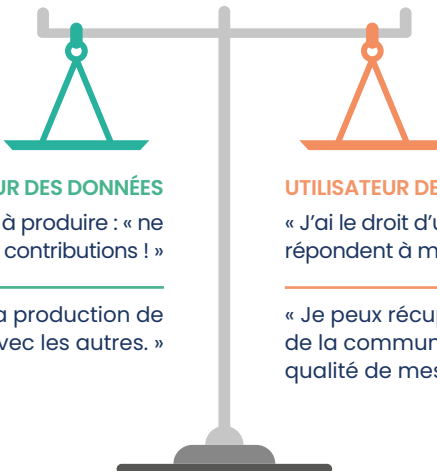 UR DES DONNÉES
à produire : « ne
contributions ! »
a production de
vec les autres. »
UTILISATEUR DE
« J’ai le droit d’u
répondent à m
« Je peux récup
de la commun
qualité de mes